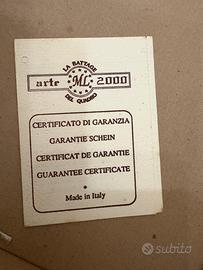 LA BATTAGE
arte ML 2000
DEL QUADRO
CERTIFICATO DI GARANZIA
GARANTIE SCHEIN
CERTIFICAT DE GARANTIE
GUARANTEE CERTIFICATE
Made in Italy
subito